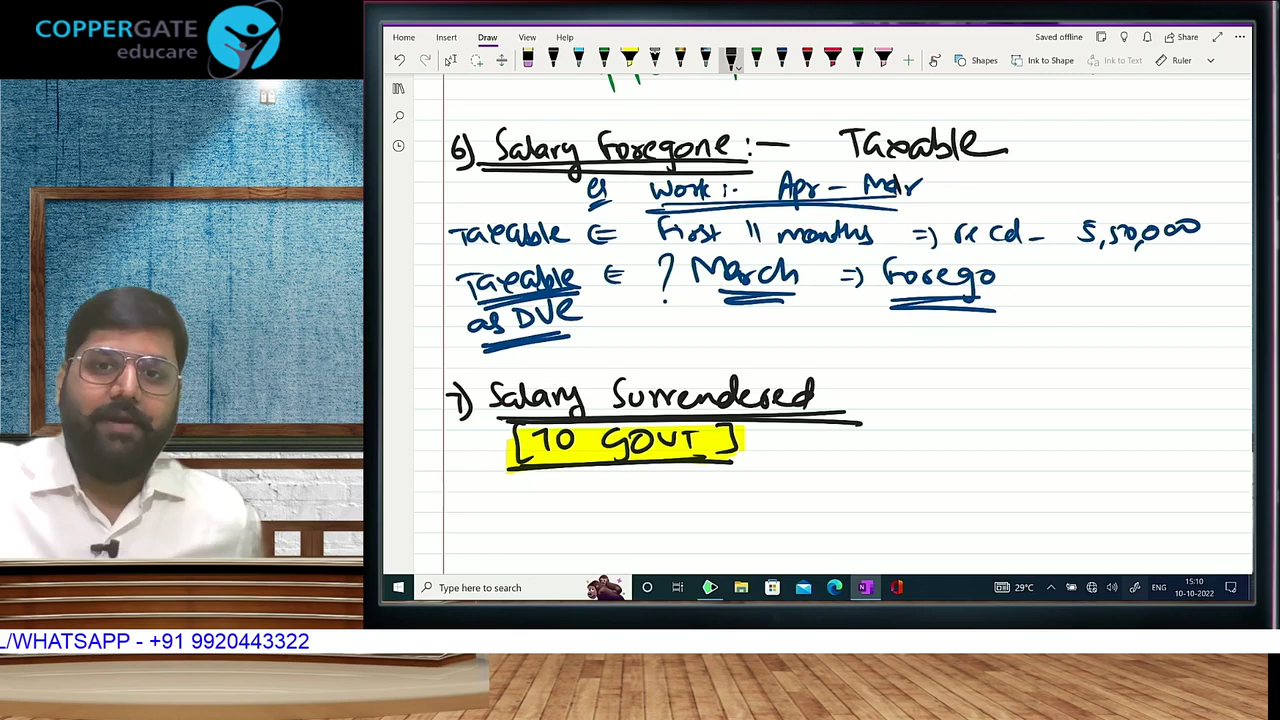 COPPERGATE
educare
Home Insert Draw View Help
Saved offline
Share
Shapes
Ink to Shape
Ink to Text
Ruler
6) Salary Foregone :- Taxable
eg Work :- Apr - Mar
Taxable ⇐ First 11 months ⇒ recd - 5,50,000
Taxable ⇐ ? March ⇒ Forego
as DUE
7) Salary Surrendered
[TO GOVT]
Type here to search
29°C
ENG
15:10
10-10-2022
L/WHATSAPP - +91 9920443322